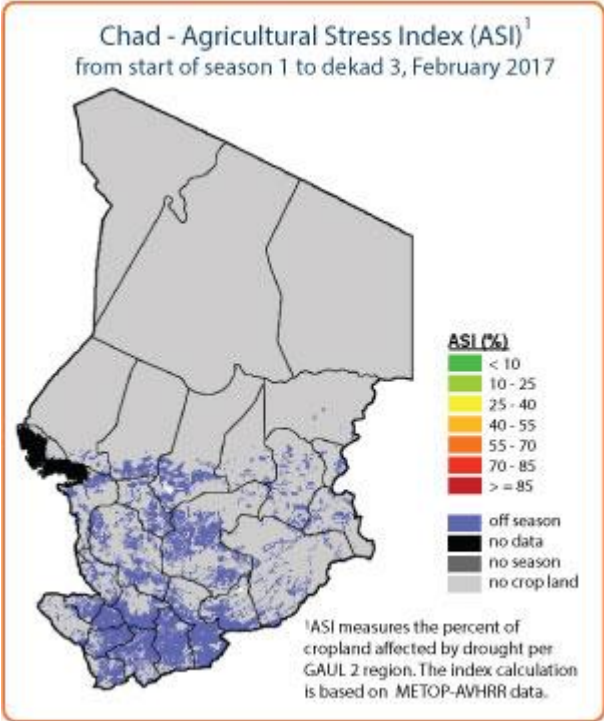 Chad - Agricultural Stress Index (ASI)¹
from start of season 1 to dekad 3, February 2017
ASI (%)
< 10
10 - 25
25 - 40
40 - 55
55 - 70
70 - 85
> = 85
off season
no data
no season
no crop land
¹ASI measures the percent of
cropland affected by drought per
GAUL 2 region. The index calculation
is based on METOP-AVHRR data.